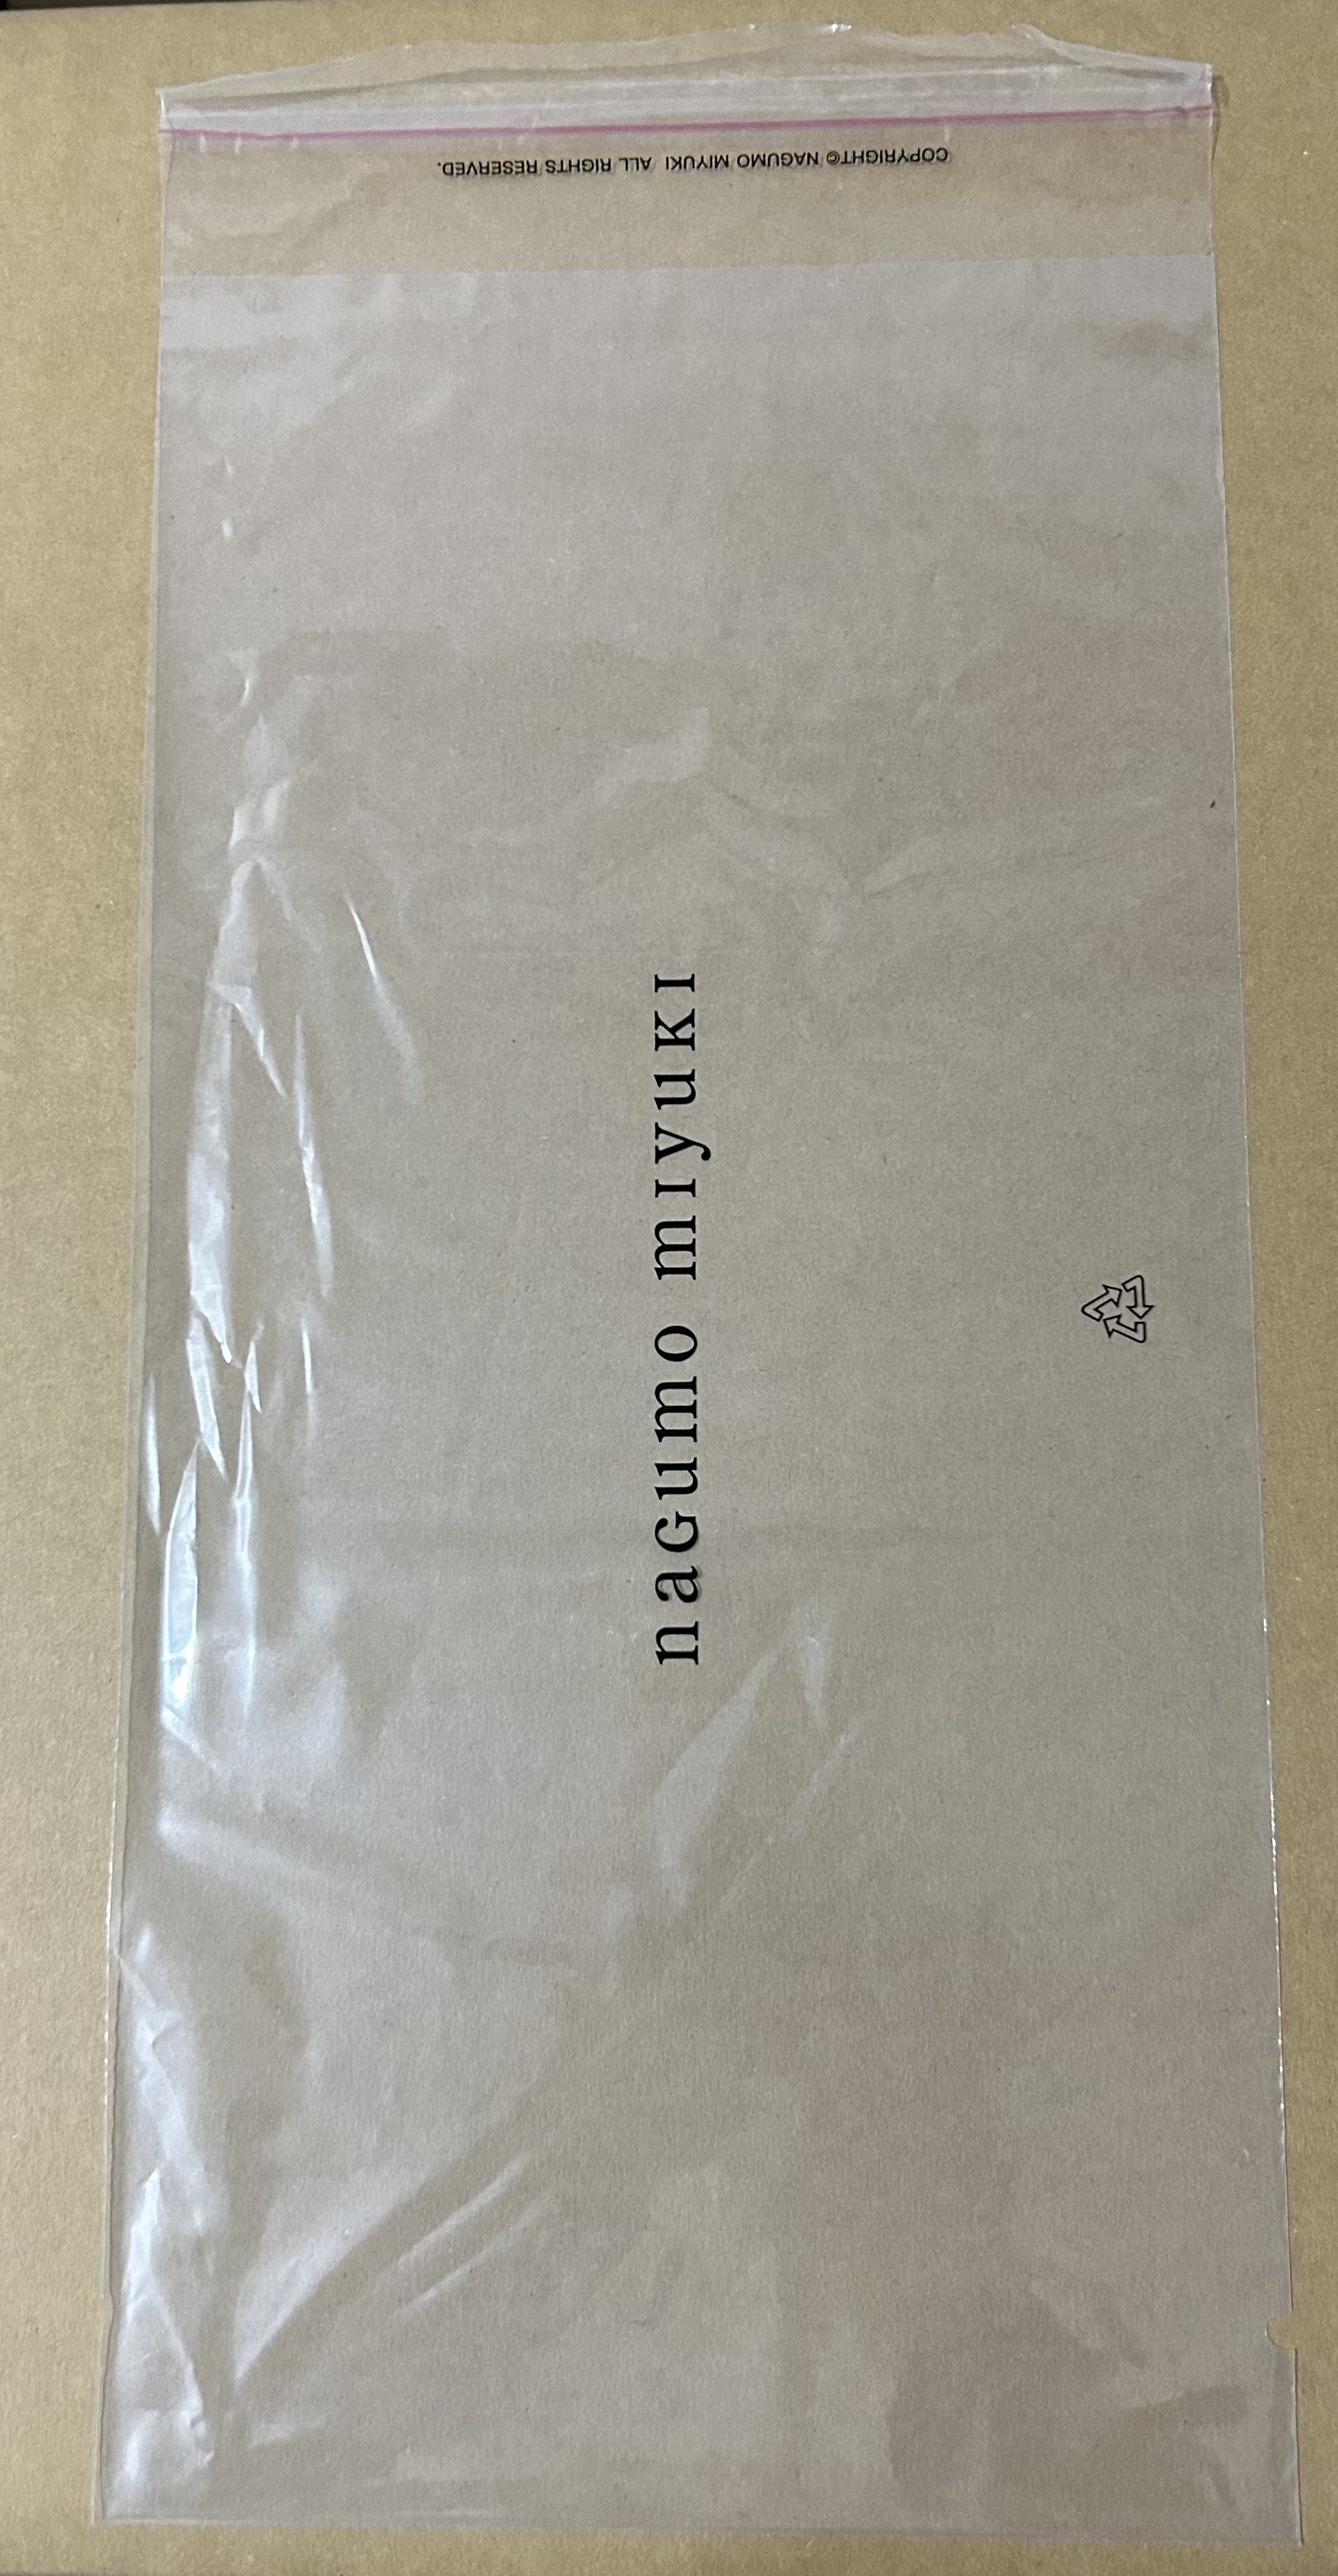 COPYRIGHT© NAGUMO MIYUKI ALL RIGHTS RESERVED.
naGumo mIyuKI